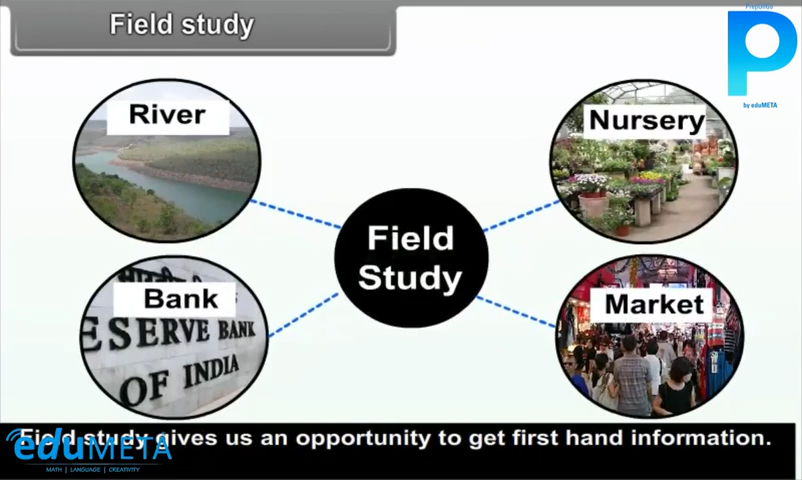 Field study
Prepondo
P
by eduMETA
River
Nursery
Field
Study
Bank
ESERVE BANK
OF INDIA
Market
Field study gives us an opportunity to get first hand information.
eduMETA
MATH | LANGUAGE | CREATIVITY